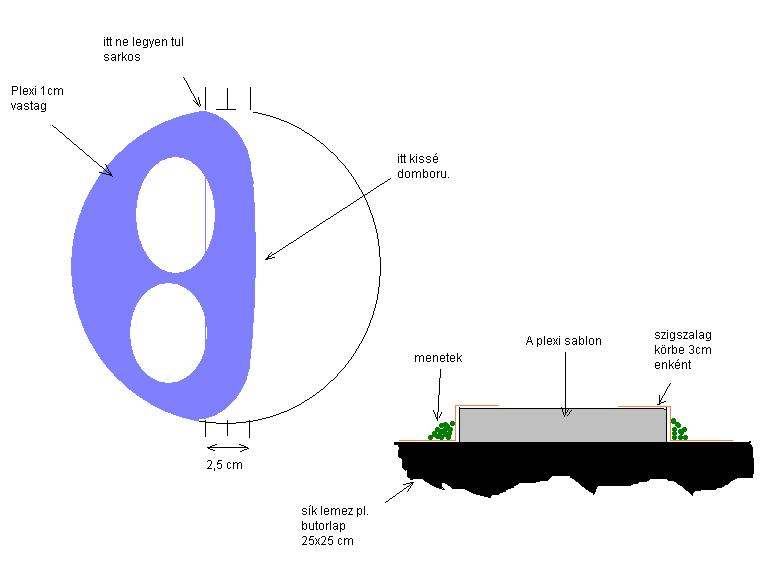 itt ne legyen tul
sarkos
Plexi 1cm
vastag
itt kissé
domboru.
2,5 cm
menetek
A plexi sablon
szigszalag
körbe 3cm
enként
sík lemez pl.
butorlap
25x25 cm